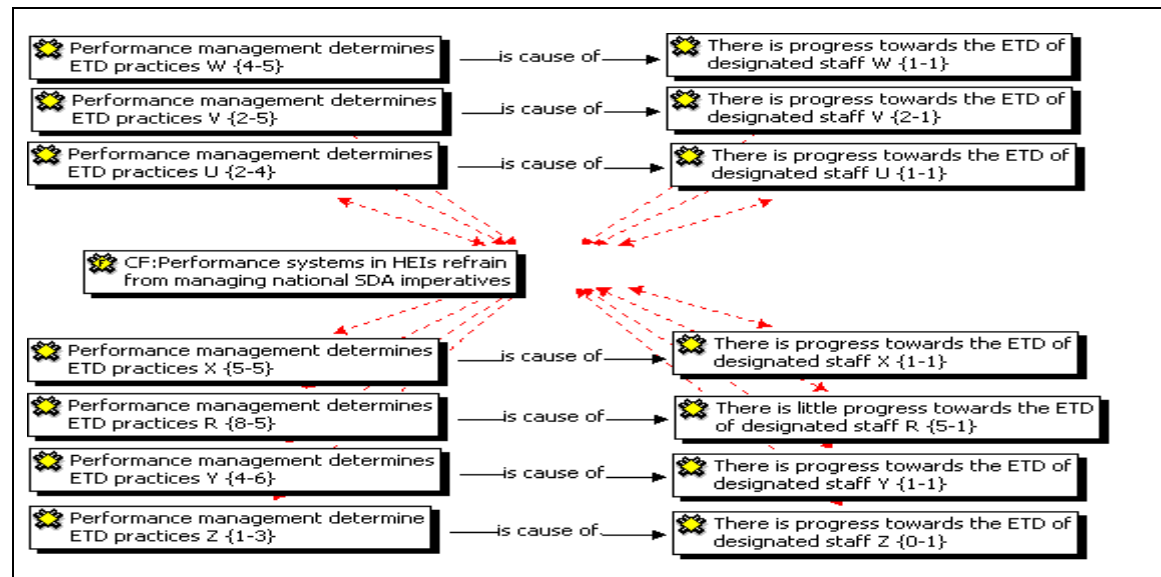 Performance management determines
ETD practices W {4-5}
is cause of
There is progress towards the ETD of
designated staff W {1-1}
Performance management determines
ETD practices V {2-5}
is cause of
There is progress towards the ETD of
designated staff V {2-1}
Performance management determines
ETD practices U {2-4}
is cause of
There is progress towards the ETD of
designated staff U {1-1}
CF:Performance systems in HEIs refrain
from managing national SDA imperatives
Performance management determines
ETD practices X {5-5}
is cause of
There is progress towards the ETD of
designated staff X {1-1}
Performance management determines
ETD practices R {8-5}
is cause of
There is little progress towards the ETD
of designated staff R {5-1}
Performance management determines
ETD practices Y {4-6}
is cause of
There is progress towards the ETD of
designated staff Y {1-1}
Performance management determine
ETD practices Z {1-3}
is cause of
There is progress towards the ETD of
designated staff Z {0-1}